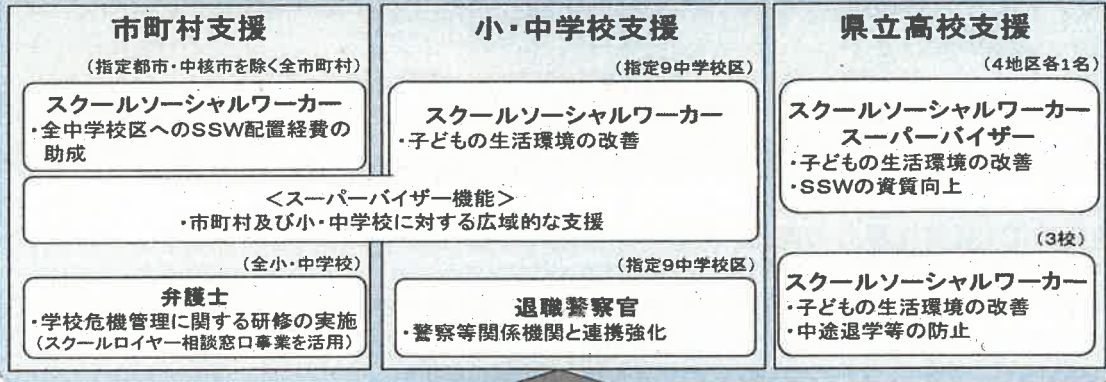 市町村支援
(指定都市・中核市を除く全市町村)
スクールソーシャルワーカー
・全中学校区へのSSW配置経費の
助成
小・中学校支援
(指定9中学校区)
スクールソーシャルワーカー
・子どもの生活環境の改善
<スーパーバイザー機能>
・市町村及び小・中学校に対する広域的な支援
(全小・中学校)
弁護士
・学校危機管理に関する研修の実施
(スクールロイヤー相談窓口事業を活用)
(指定9中学校区)
退職警察官
・警察等関係機関と連携強化
県立高校支援
(4地区各1名)
スクールソーシャルワーカー
スーパーバイザー
・子どもの生活環境の改善
・SSWの資質向上
(3校)
スクールソーシャルワーカー
・子どもの生活環境の改善
・中途退学等の防止